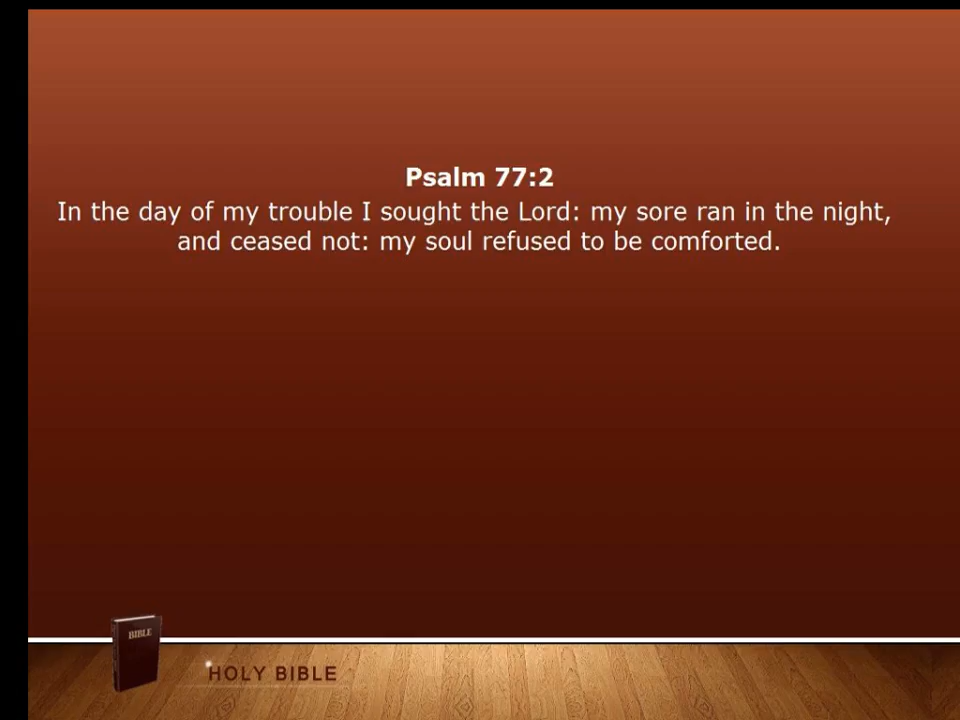 Psalm 77:2
In the day of my trouble I sought the Lord: my sore ran in the night,
and ceased not: my soul refused to be comforted.
BIBLE
HOLY BIBLE